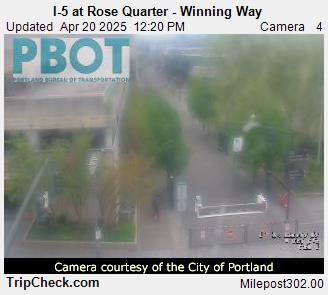 I-5 at Rose Quarter - Winning Way
Updated Apr 20 2025 12:20 PM Camera 4
PBOT
PORTLAND BUREAU OF TRANSPORTATION
Camera courtesy of the City of Portland
TripCheck.com Milepost302.00